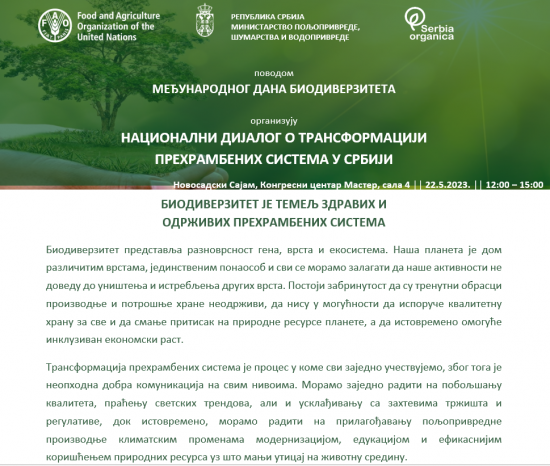 Food and Agriculture
Organization of the
United Nations
РЕПУБЛИКА СРБИЈА
МИНИСТАРСТВО ПОЉОПРИВРЕДЕ,
ШУМАРСТВА И ВОДОПРИВРЕДЕ
Serbia
organica
поводом
МЕЂУНАРОДНОГ ДАНА БИОДИВЕРЗИТЕТА
организују
НАЦИОНАЛНИ ДИЈАЛОГ О ТРАНСФОРМАЦИЈИ
ПРЕХРАМБЕНИХ СИСТЕМА У СРБИЈИ
Новосадски Сајам, Конгресни центар Мастер, сала 4 || 22.5.2023. || 12:00 – 15:00
БИОДИВЕРЗИТЕТ ЈЕ ТЕМЕЉ ЗДРАВИХ И
ОДРЖИВИХ ПРЕХРАМБЕНИХ СИСТЕМА
Биодиверзитет представља разноврсност гена, врста и екосистема. Наша планета је дом
различитим врстама, јединственим понаособ и сви се морамо залагати да наше активности не
доведу до уништења и истребљења других врста. Постоји забринутост да су тренутни обрасци
производње и потрошње хране неодрживи, да нису у могућности да испоруче квалитетну
храну за све и да смање притисак на природне ресурсе планете, а да истовремено омогуће
инклузиван економски раст.
Трансформација прехрамбених система је процес у коме сви заједно учествујемо, због тога је
неопходна добра комуникација на свим нивоима. Морамо заједно радити на побољшању
квалитета, праћењу светских трендова, али и усклађивању са захтевима тржишта и
регулативе, док истовремено, морамо радити на прилагођавању пољопривредне
производње климатским променама модернизацијом, едукацијом и ефикаснијим
коришћењем природних ресурса уз што мањи утицај на животну средину.